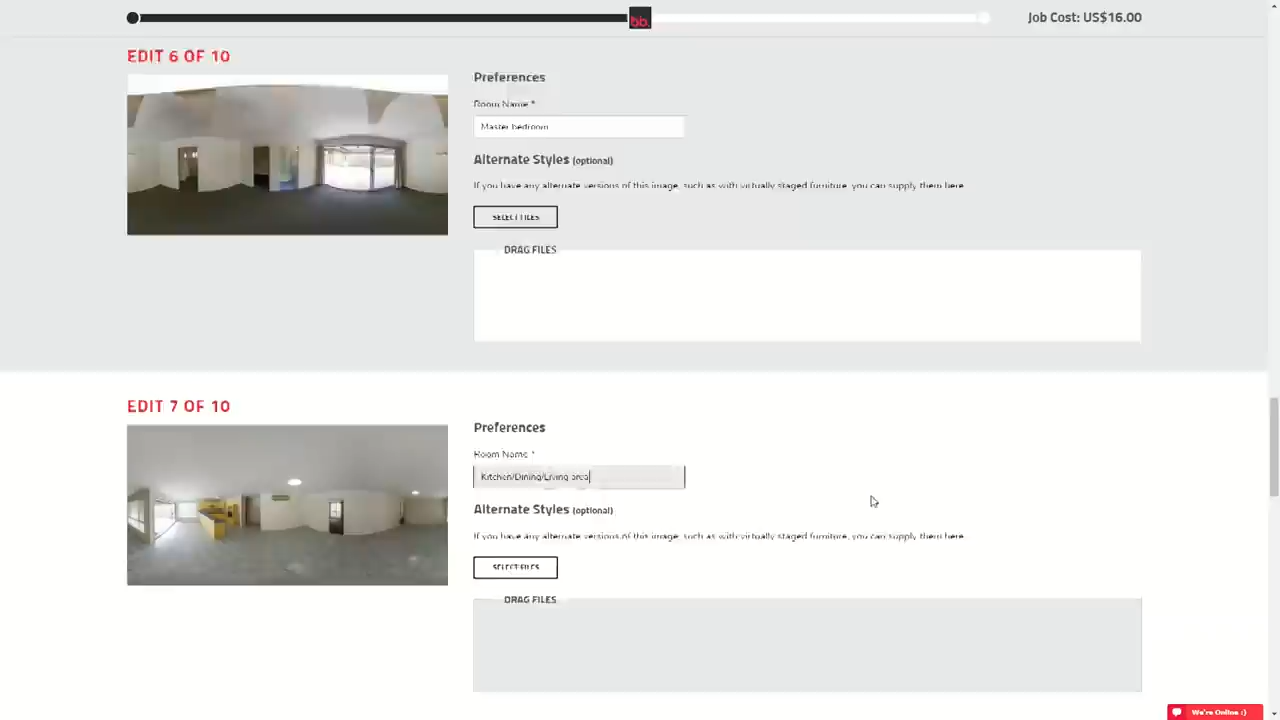 bb.
Job Cost: US$16.00
EDIT 6 OF 10
Preferences
Room Name *
Master bedroom
Alternate Styles (optional)
If you have any alternate versions of this image, such as with virtually staged furniture, you can supply them here.
SELECT FILES
DRAG FILES
EDIT 7 OF 10
Preferences
Room Name *
Kitchen/Dining/Living area
Alternate Styles (optional)
If you have any alternate versions of this image, such as with virtually staged furniture, you can supply them here.
SELECT FILES
DRAG FILES
We're Online :)